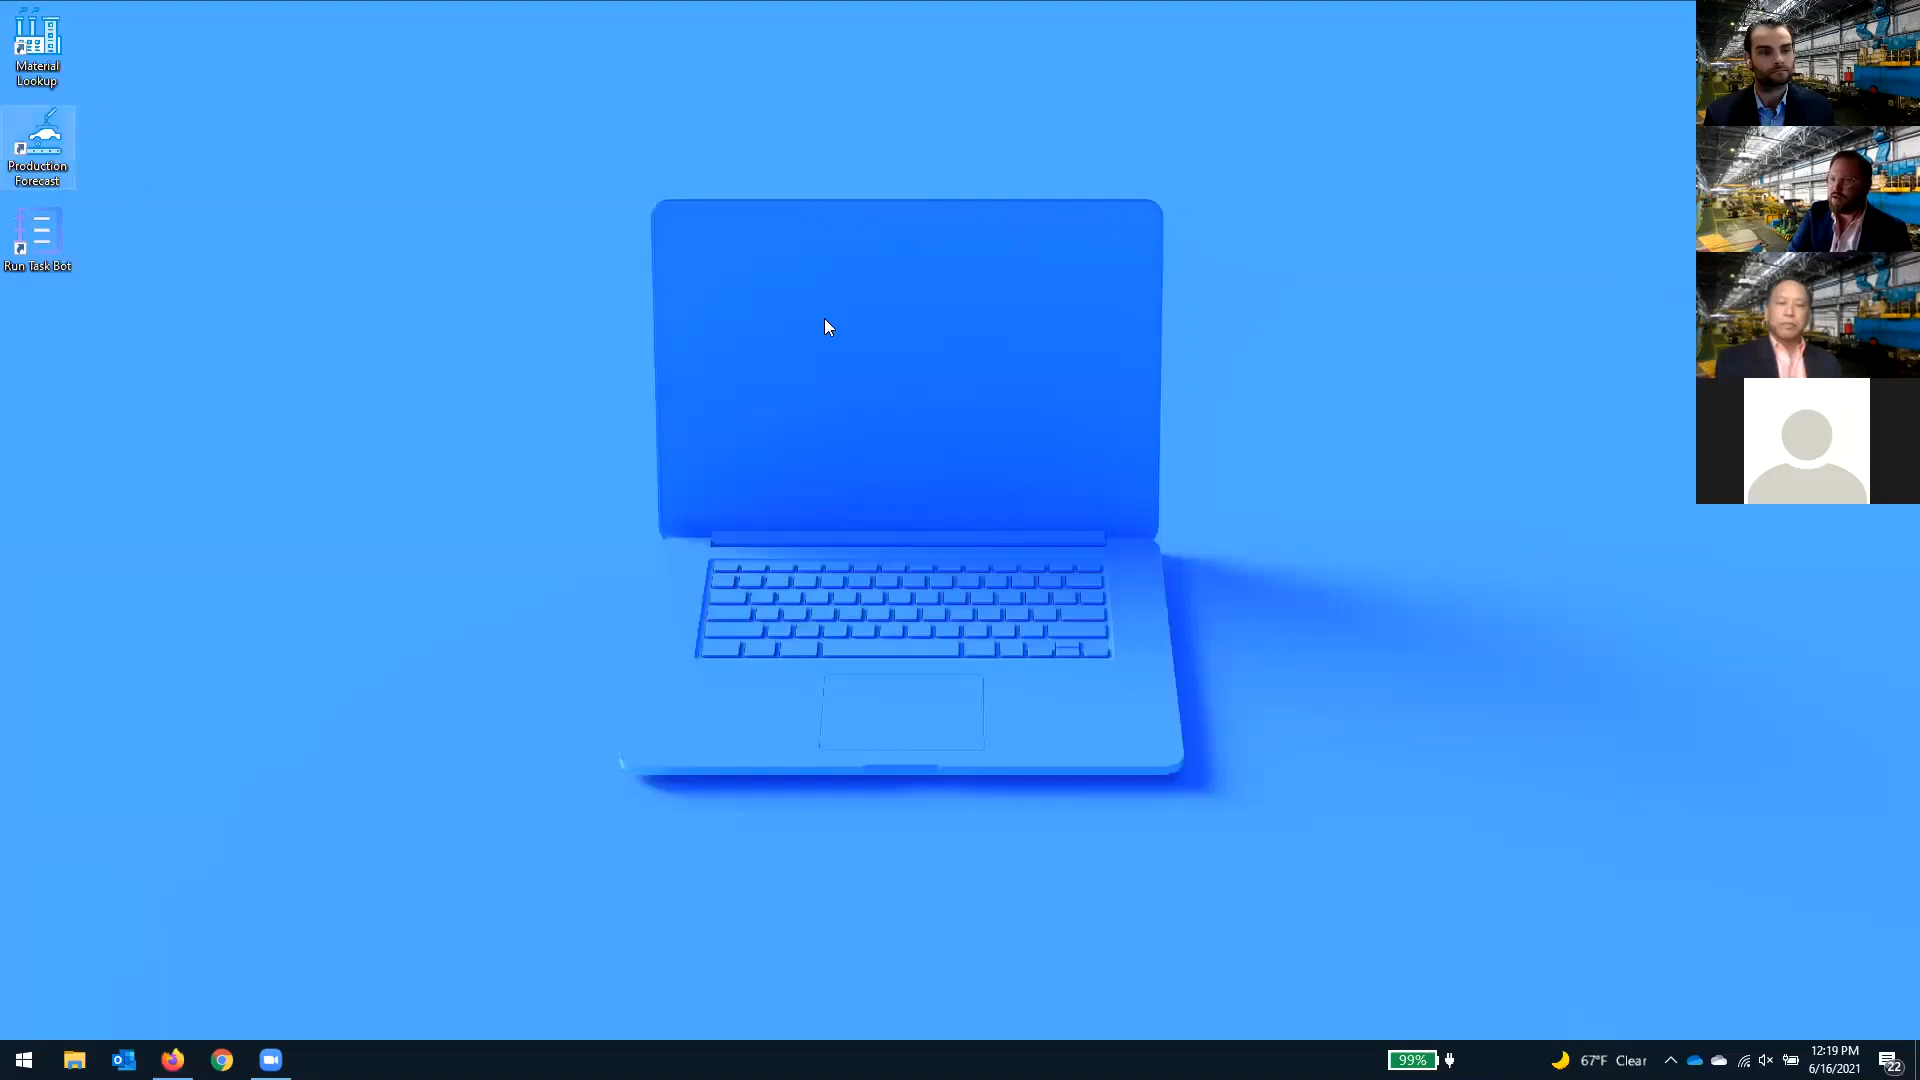 Material
Lookup
Production
Forecast
Run Task Bot
99%
67°F Clear
12:19 PM
6/16/2021
22